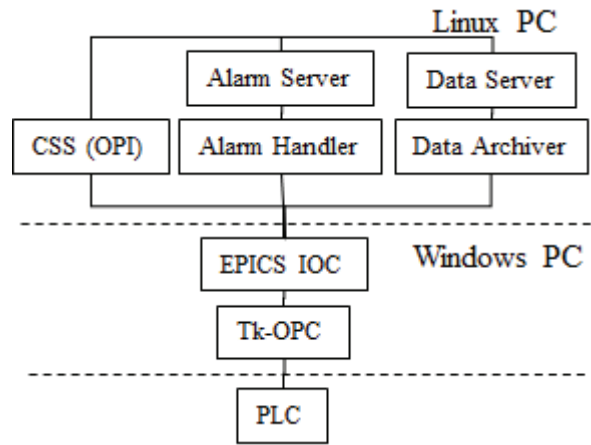 Linux PC
Alarm Server
Data Server
CSS (OPI)
Alarm Handler
Data Archiver
EPICS IOC
Windows PC
Tk-OPC
PLC